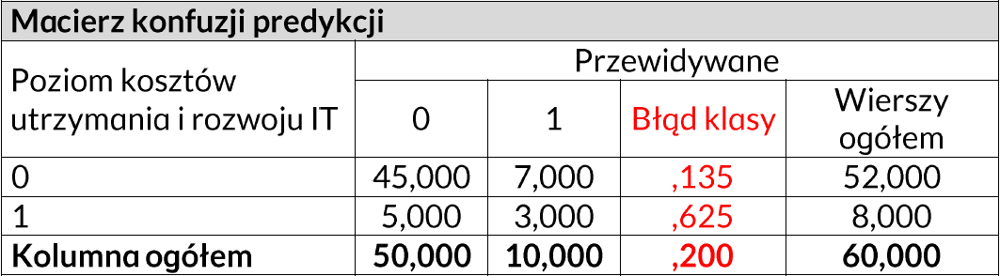 Macierz konfuzji predykcji
Poziom kosztów utrzymania i rozwoju IT Przewidywane
0 1 Błąd klasy Wierszy ogółem
0 45,000 7,000 ,135 52,000
1 5,000 3,000 ,625 8,000
Kolumna ogółem 50,000 10,000 ,200 60,000